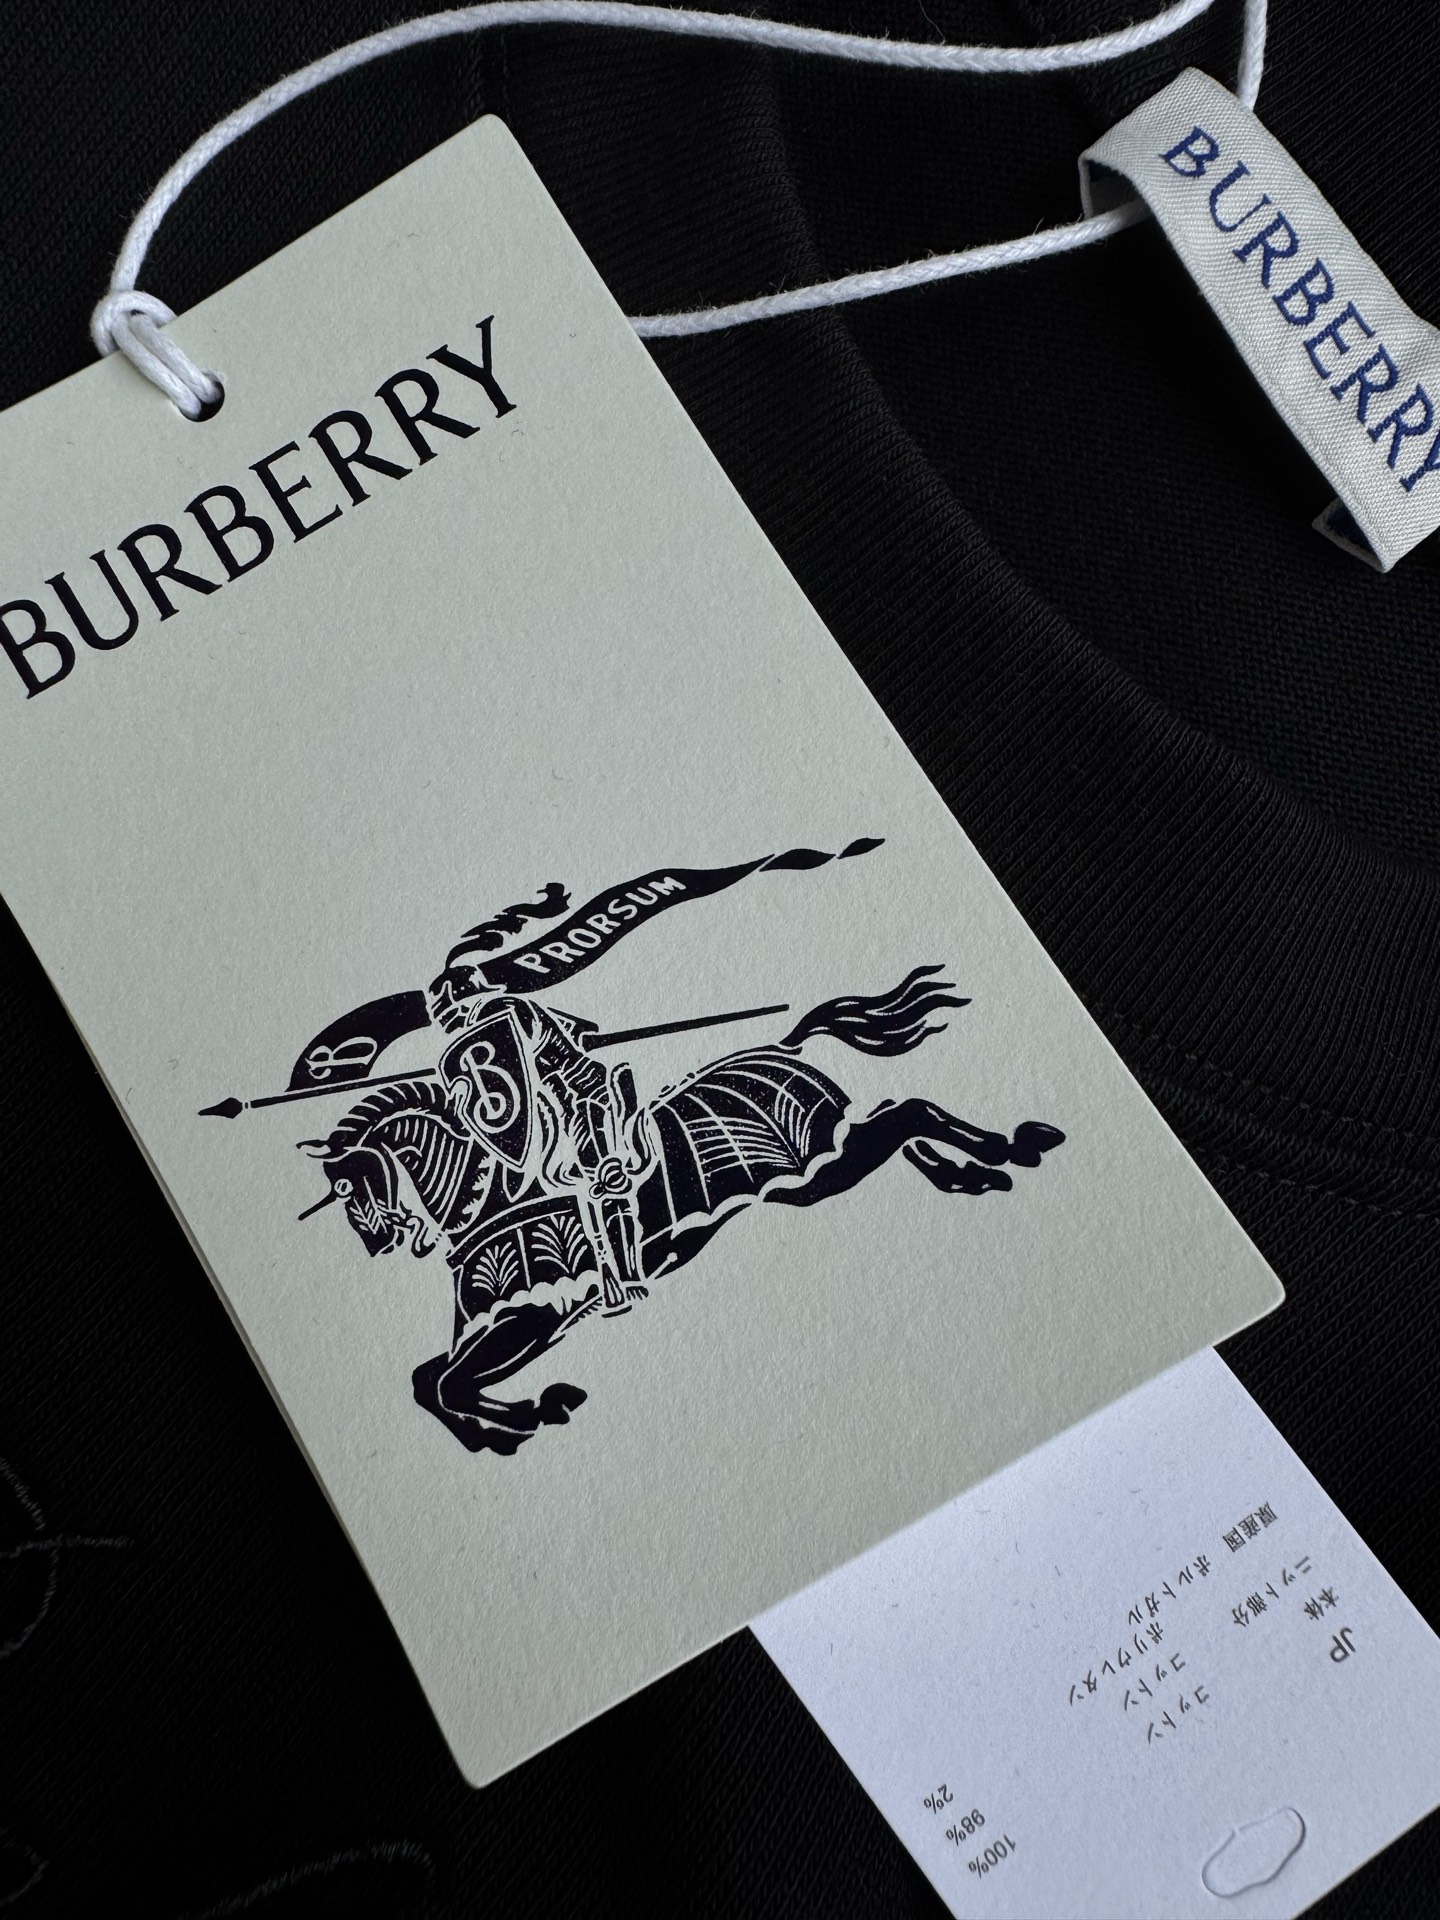 BURBERRY
BURBERRY
PRORSUM
B
B
JP
本体 コットン 100%
ニット部分 コットン 98%
ポリウレタン 2%
原産国 ポルトガル